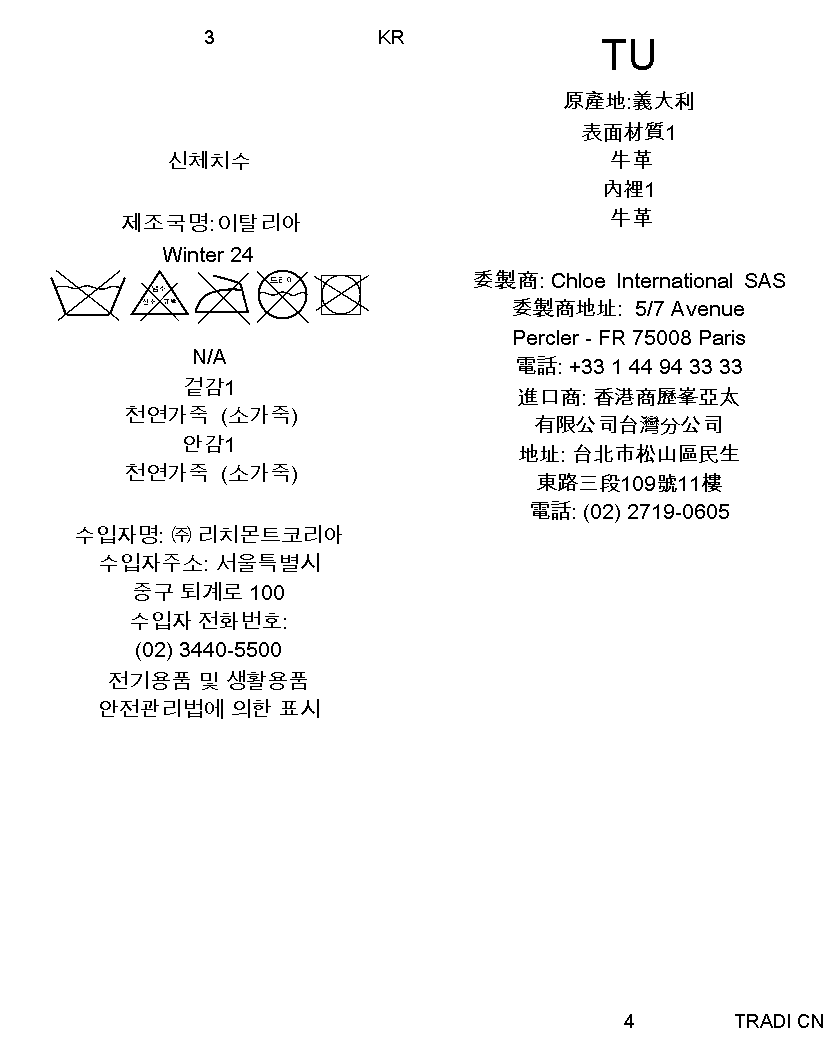 3
KR
신체치수
제조국명:이탈리아
Winter 24
염소
산소 표백
드라이
N/A
겉감1
천연가죽 (소가죽)
안감1
천연가죽 (소가죽)
수입자명: ㈜ 리치몬트코리아
수입자주소: 서울특별시
중구 퇴계로 100
수입자 전화번호:
(02) 3440-5500
전기용품 및 생활용품
안전관리법에 의한 표시
TU
原產地:義大利
表面材質1
牛革
內裡1
牛革
委製商: Chloe International SAS
委製商地址: 5/7 Avenue
Percler - FR 75008 Paris
電話: +33 1 44 94 33 33
進口商: 香港商歷峯亞太
有限公司台灣分公司
地址: 台北市松山區民生
東路三段109號11樓
電話: (02) 2719-0605
4
TRADI CN